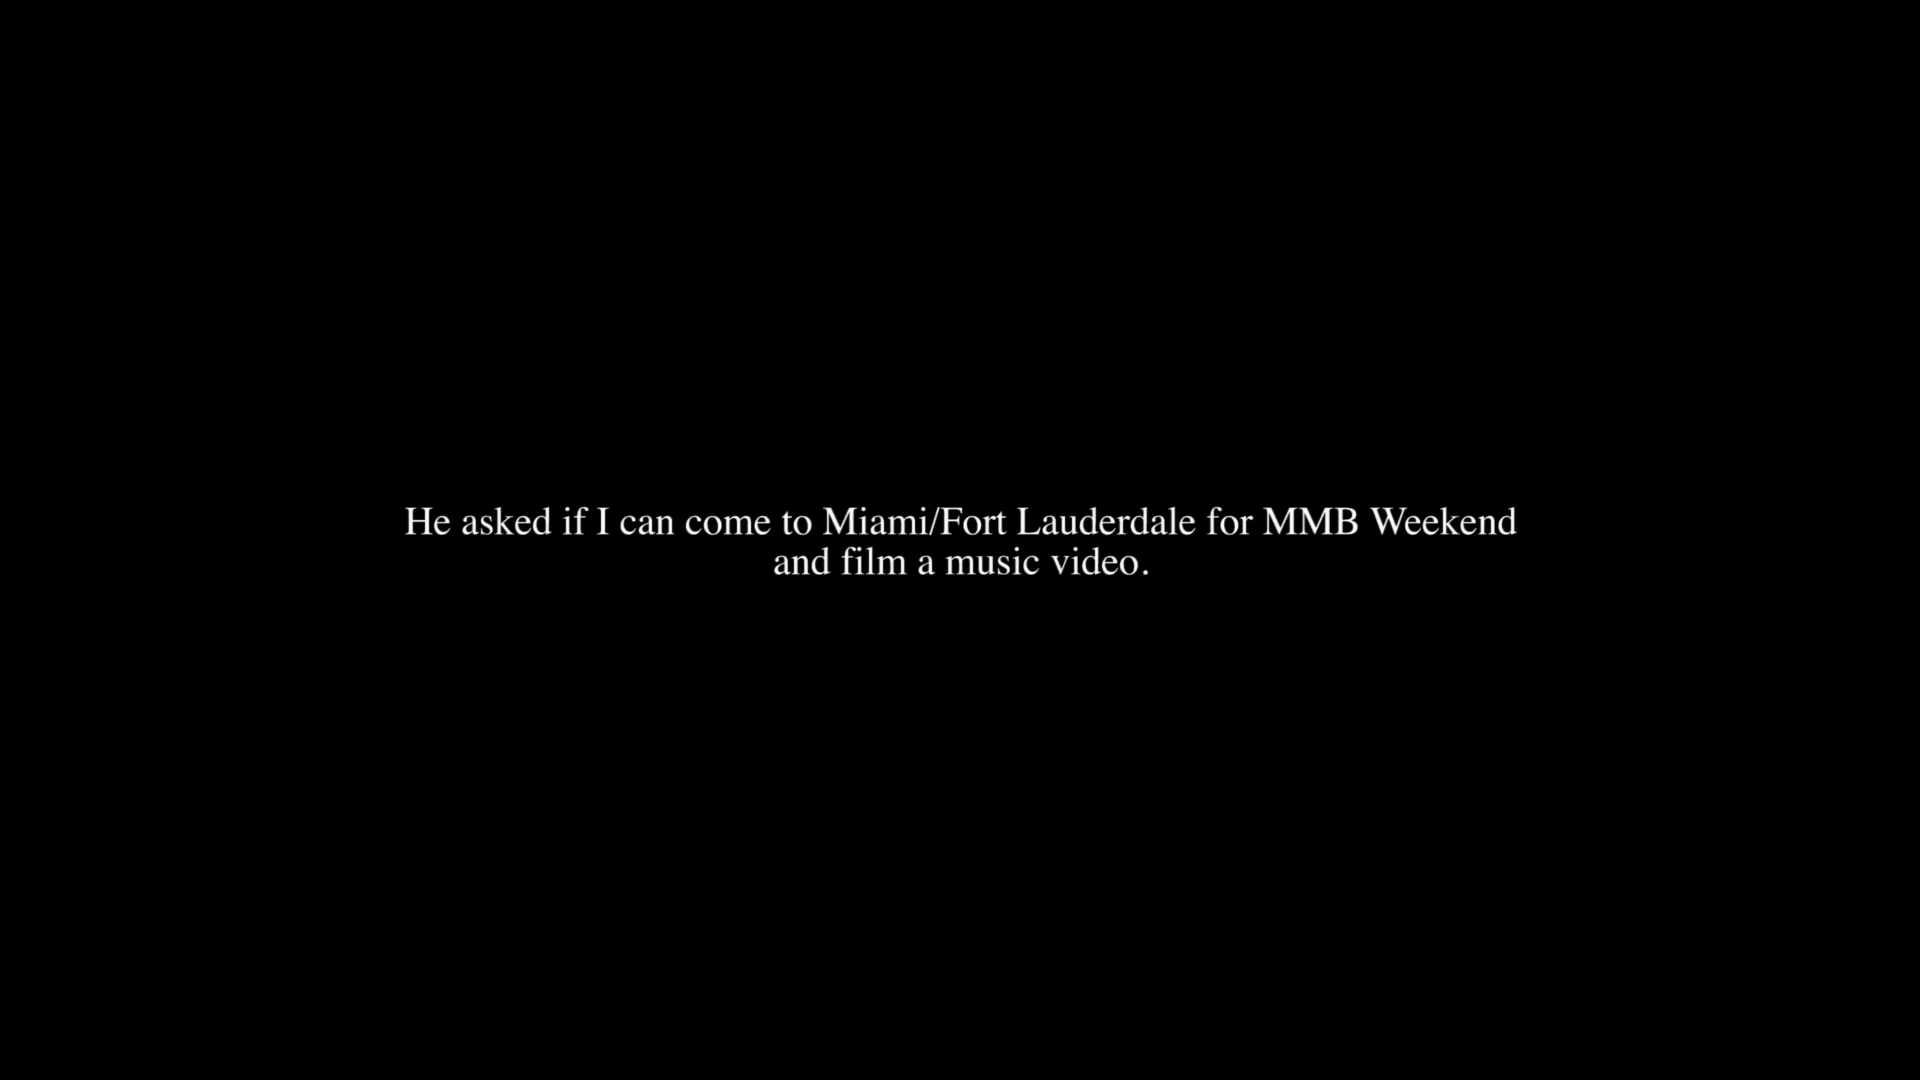 He asked if I can come to Miami/Fort Lauderdale for MMB Weekend
and film a music video.